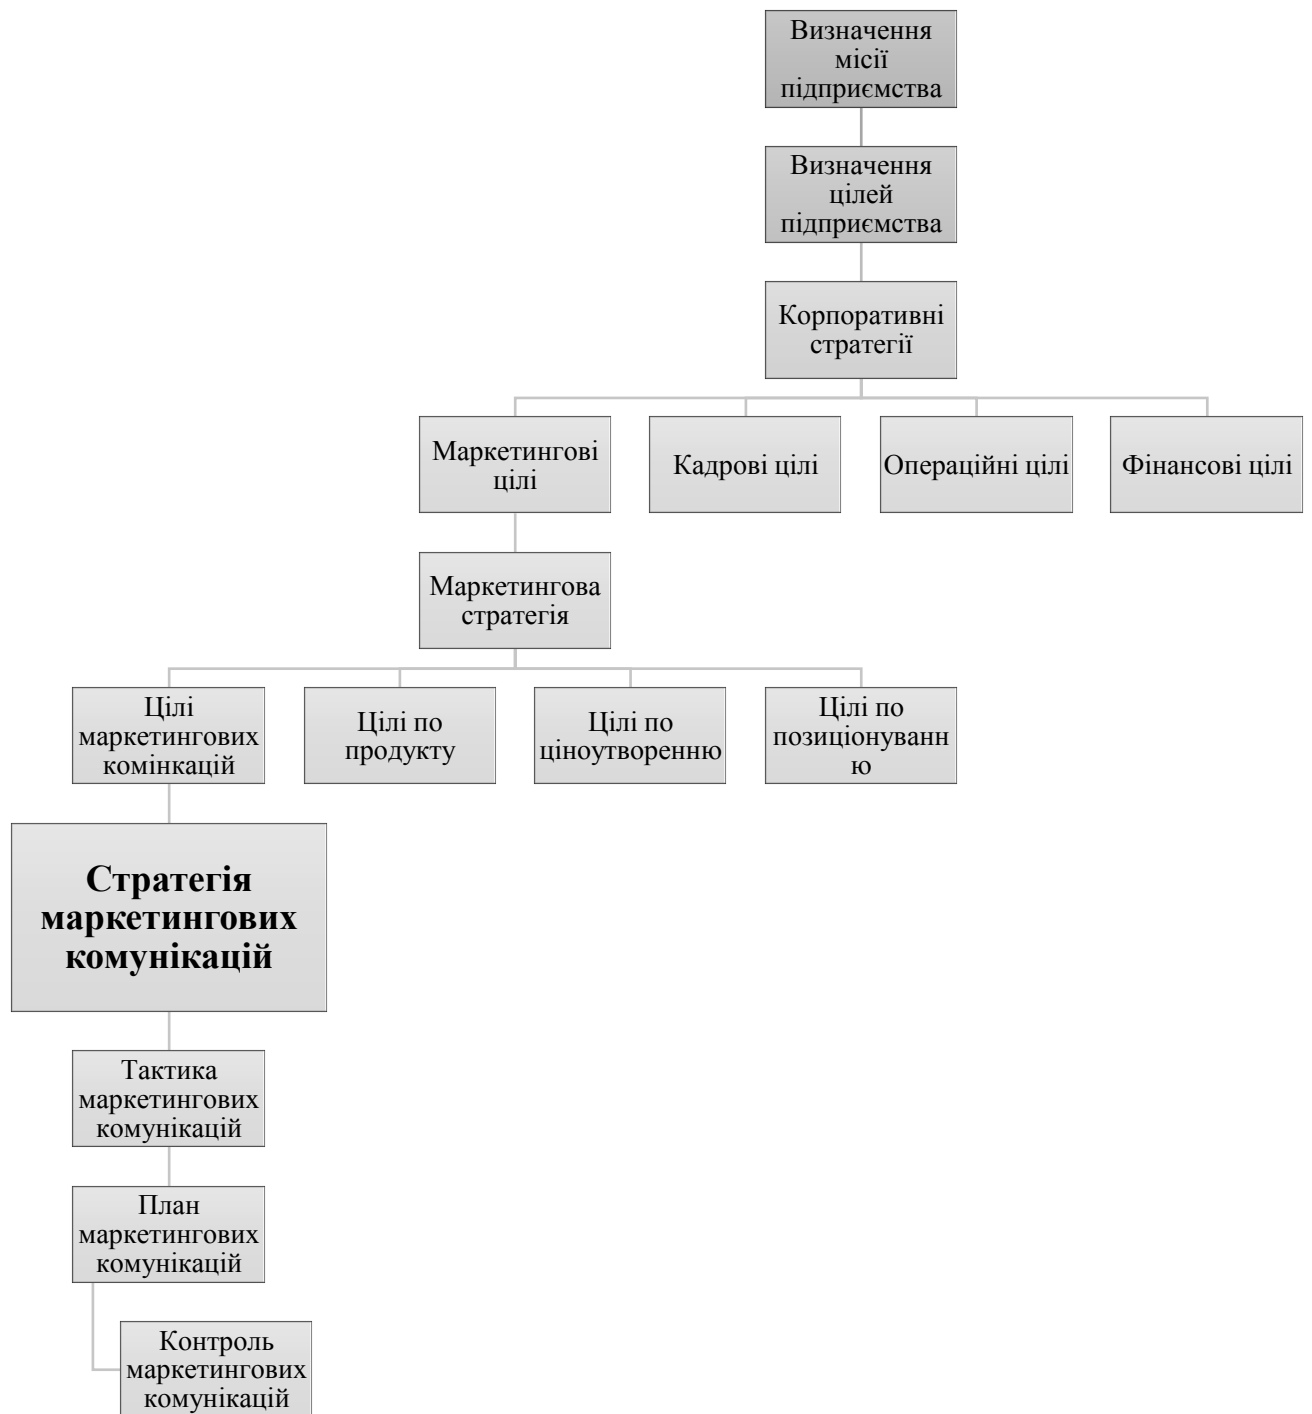 Визначення
місії
підприємства
Визначення
цілей
підприємства
Корпоративні
стратегії
Маркетингові
цілі
Кадрові цілі
Операційні цілі
Фінансові цілі
Маркетингова
стратегія
Цілі
маркетингових
комінкацій
Цілі по
продукту
Цілі по
ціноутворенню
Цілі по
позиціонуванн
ю
Стратегія
маркетингових
комунікацій
Тактика
маркетингових
комунікацій
План
маркетингових
комунікацій
Контроль
маркетингових
комунікацій